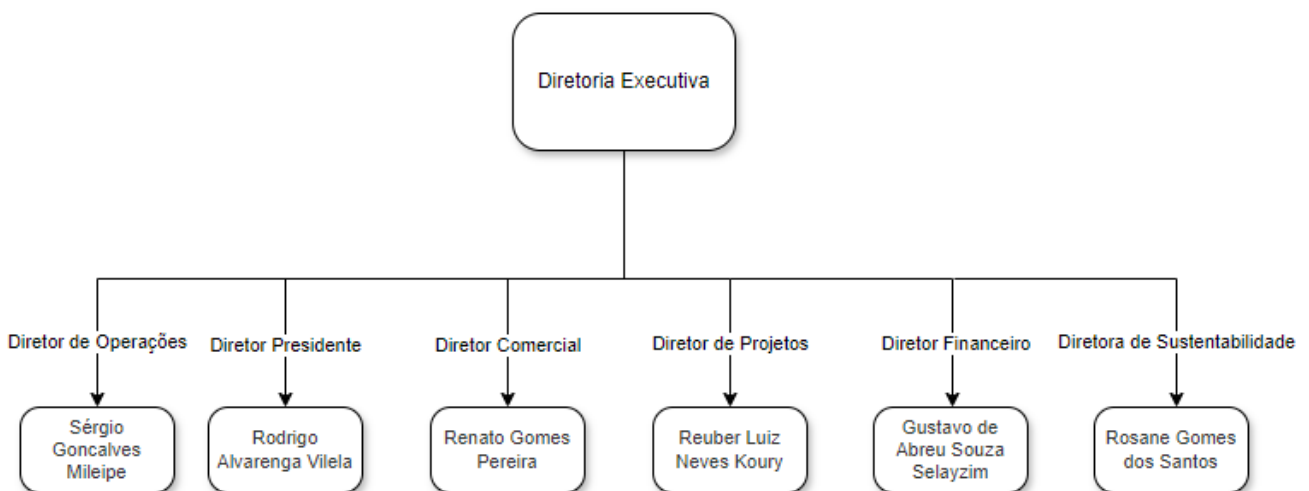 Diretoria Executiva
Diretor de Operações
Diretor Presidente
Diretor Comercial
Diretor de Projetos
Diretor Financeiro
Diretora de Sustentabilidade
Sérgio
Goncalves
Mileipe
Rodrigo
Alvarenga Vilela
Renato Gomes
Pereira
Reuber Luiz
Neves Koury
Gustavo de
Abreu Souza
Selayzim
Rosane Gomes
dos Santos